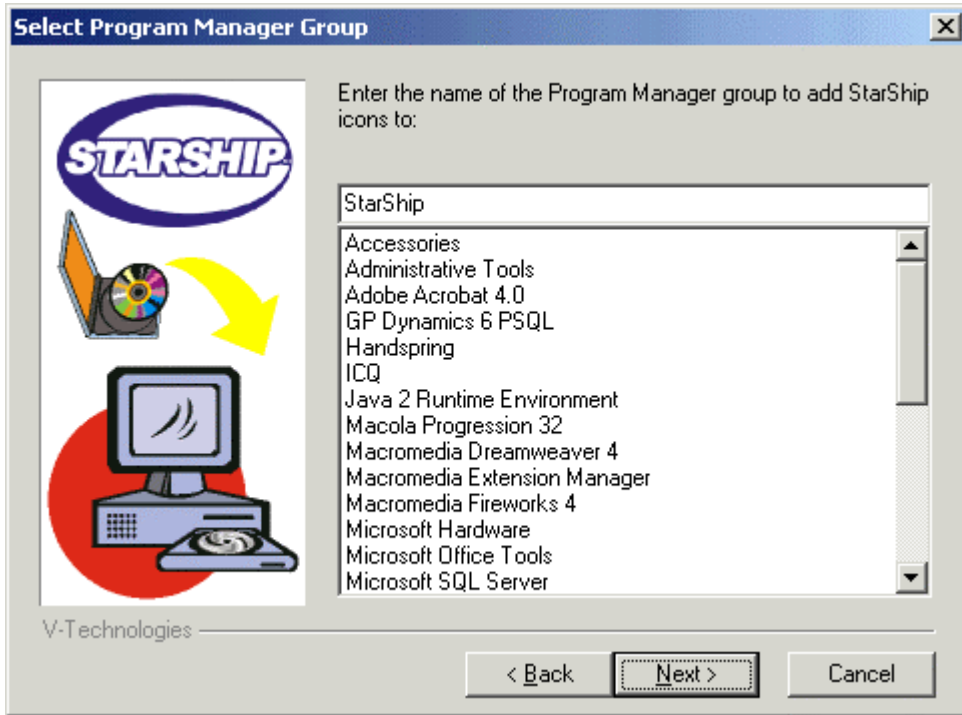 Select Program Manager Group
STARSHIP
Enter the name of the Program Manager group to add StarShip
icons to:
StarShip
Accessories
Administrative Tools
Adobe Acrobat 4.0
GP Dynamics 6 PSQL
Handspring
ICQ
Java 2 Runtime Environment
Macola Progression 32
Macromedia Dreamweaver 4
Macromedia Extension Manager
Macromedia Fireworks 4
Microsoft Hardware
Microsoft Office Tools
Microsoft SQL Server
V-Technologies
< Back
Next >
Cancel